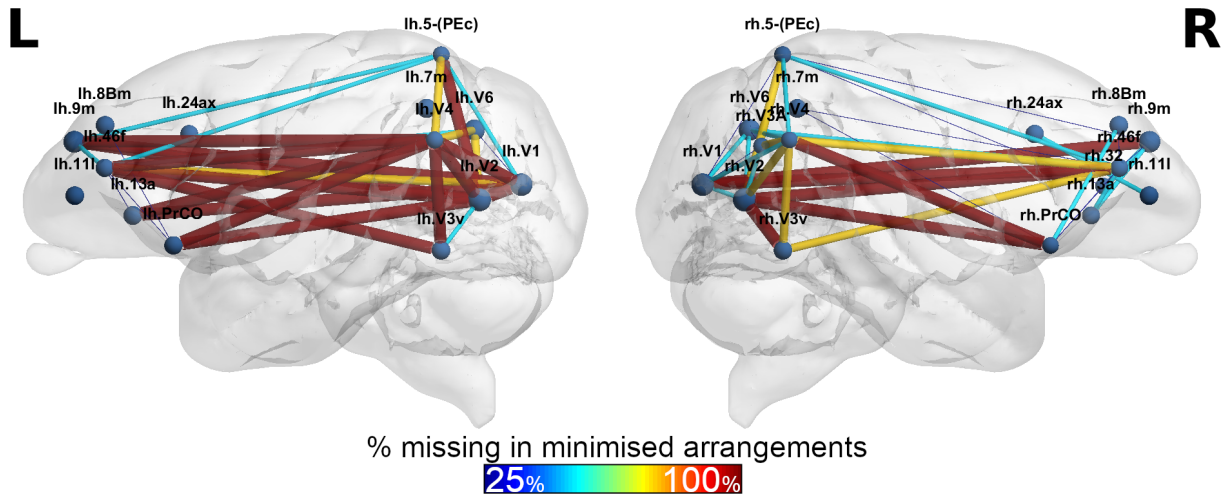 L
R
lh.5-(PEc)
rh.5-(PEc)
lh.7m
rh.7m
lh.8Bm
lh.V6
rh.V6
rh.8Bm
lh.9m
lh.24ax
lh.V4
rh.V4
rh.24ax
rh.9m
rh.V3A
lh.46f
rh.46f
lh.V1
rh.V1
rh.32
lh.11l
lh.V2
rh.V2
rh.11l
lh.13a
rh.13a
lh.PrCO
lh.V3v
rh.V3v
rh.PrCO
% missing in minimised arrangements
25% 100%